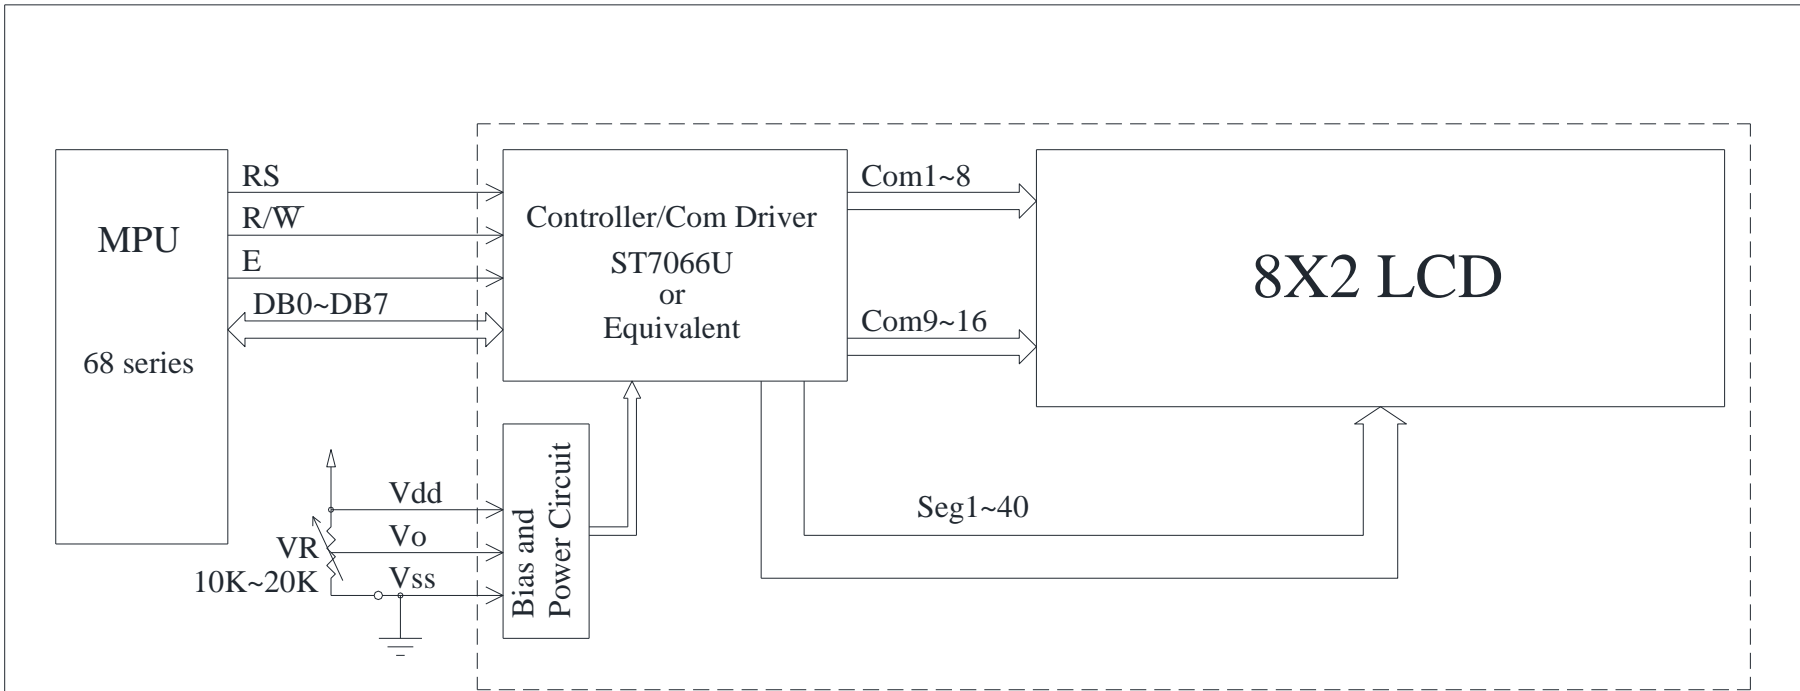 MPU
68 series
RS
R/W̅
E
DB0~DB7
Controller/Com Driver
ST7066U
or
Equivalent
Com1~8
Com9~16
8X2 LCD
Vdd
Vo
Vss
VR
10K~20K
Bias and
Power Circuit
Seg1~40